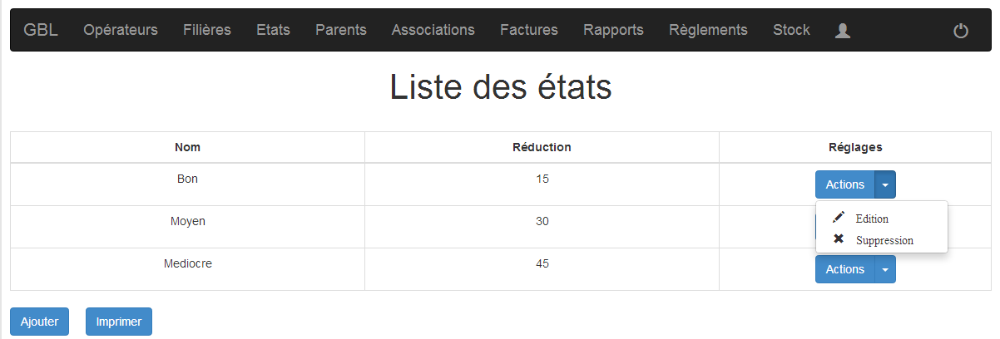 GBL Opérateurs Filières Etats Parents Associations Factures Rapports Règlements Stock
Liste des états
Nom Réduction Réglages
Bon 15 Actions
Edition
Moyen 30
Suppression
Mediocre 45 Actions
Ajouter Imprimer